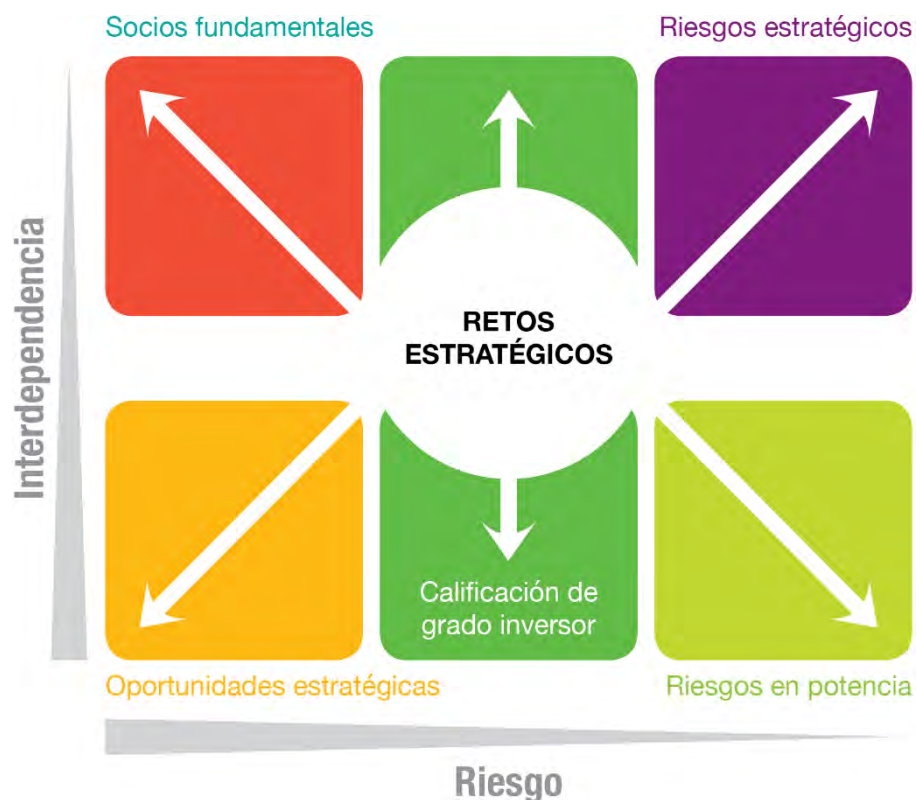 Socios fundamentales
Riesgos estratégicos
Interdependencia
RETOS
ESTRATÉGICOS
Calificación de
grado inversor
Oportunidades estratégicas
Riesgos en potencia
Riesgo